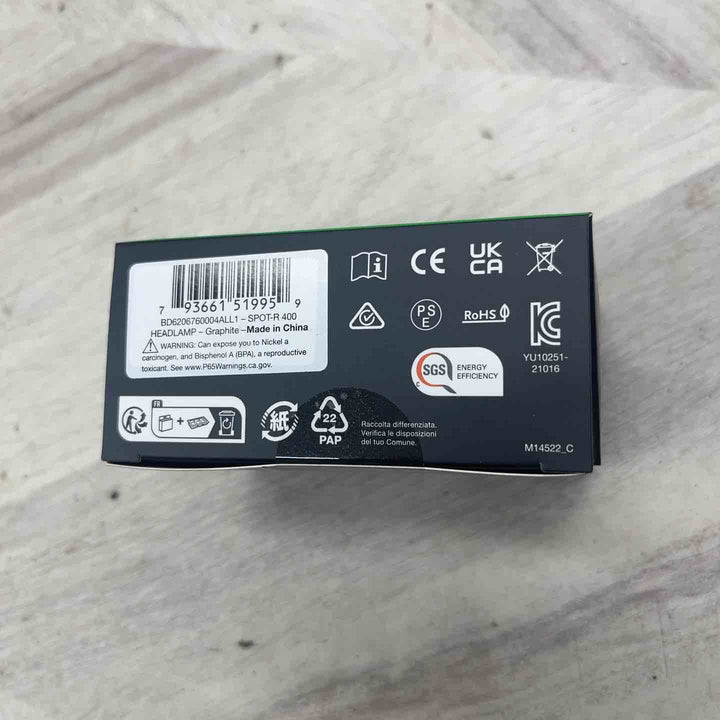 7 93661 51995 9
BD6206760004ALL1 – SPOT-R 400
HEADLAMP – Graphite – Made in China
WARNING: Can expose you to Nickel a
carcinogen, and Bisphenol A (BPA), a reproductive
toxicant. See www.P65Warnings.ca.gov.
i
CE
UK
CA
PS
E
RoHS
KC
YU10251-
21016
SGS
C
ENERGY
EFFICIENCY
FR
+
紙
22
PAP
Raccolta differenziata.
Verifica le disposizioni
del tuo Comune.
M14522_C